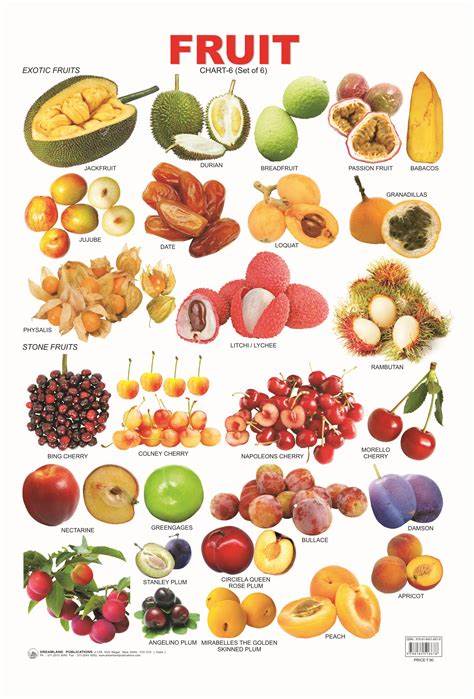 FRUIT
EXOTIC FRUITS
CHART-6 (Set of 6)
JACKFRUIT
DURIAN
BREADFRUIT
PASSION FRUIT
BABACOS
JUJUBE
DATE
LOQUAT
GRANADILLAS
PHYSALIS
LITCHI / LYCHEE
RAMBUTAN
STONE FRUITS
BING CHERRY
COLNEY CHERRY
NAPOLEONS CHERRY
MORELLO
CHERRY
NECTARINE
GREENGAGES
BULLACE
DAMSON
STANLEY PLUM
CIRCIELA QUEEN
ROSE PLUM
APRICOT
ANGELINO PLUM
MIRABELLES THE GOLDEN
SKINNED PLUM
PEACH
DREAMLAND PUBLICATIONS
PRICE ₹ 90